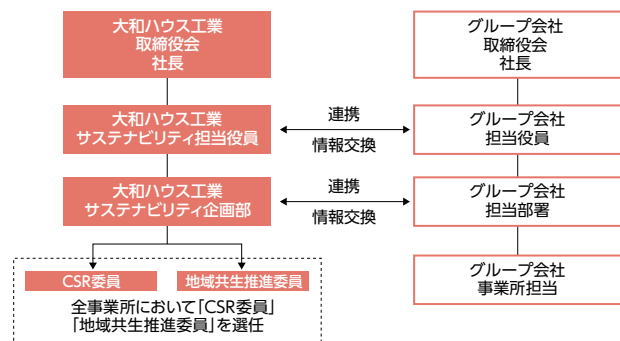 大和ハウス工業
取締役会
社長
グループ会社
取締役会
社長
大和ハウス工業
サステナビリティ担当役員
連携
情報交換
グループ会社
担当役員
大和ハウス工業
サステナビリティ企画部
連携
情報交換
グループ会社
担当部署
CSR委員
地域共生推進委員
全事業所において「CSR委員」
「地域共生推進委員」を選任
グループ会社
事業所担当